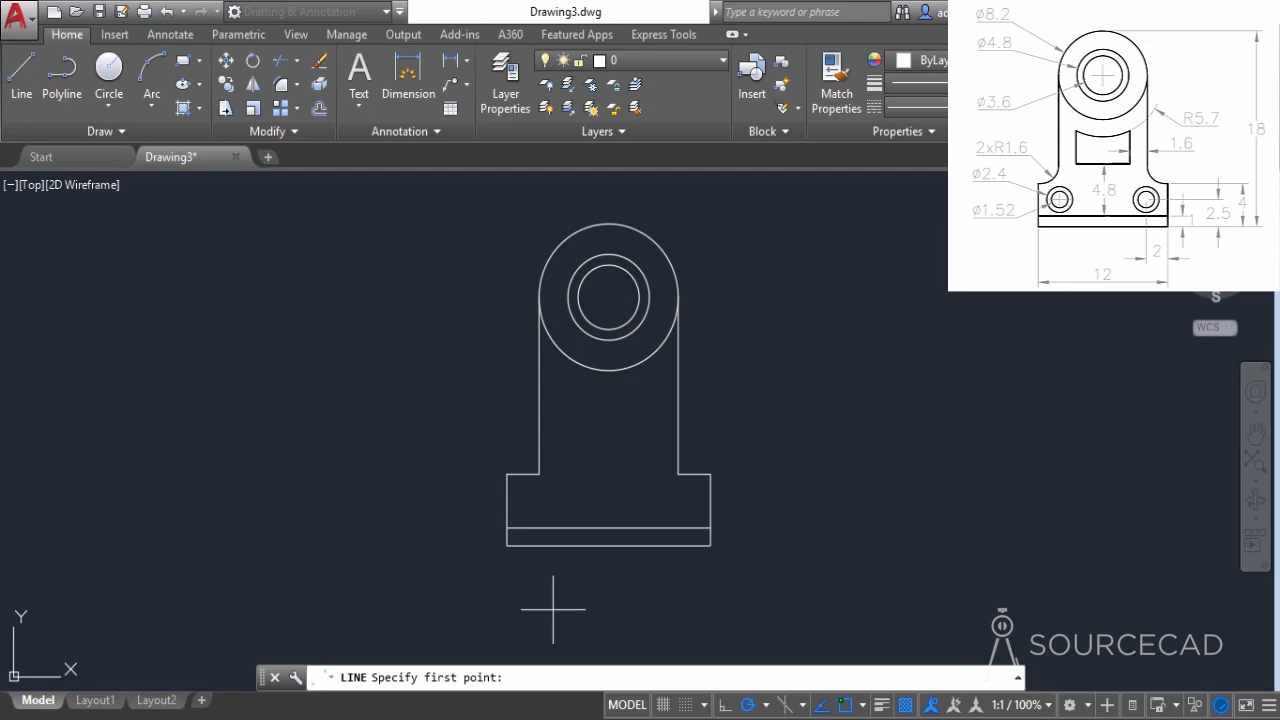 Drafting & Annotation
Drawing3.dwg
Type a keyword or phrase
Home Insert Annotate Parametric View Manage Output Add-ins A360 Featured Apps Express Tools
0
ByLay
Line Polyline Circle Arc
Text Dimension
Layer Properties
Insert
Match Properties
Draw Modify Annotation Layers Block Properties
Start Drawing3*
[−][Top][2D Wireframe]
ø8.2
ø4.8
ø3.6
R5.7
18
1.6
2xR1.6
ø2.4
4.8
ø1.52
1
2.5
4
2
12
S
WCS
Y
X
SOURCECAD
LINE Specify first point:
Model Layout1 Layout2
MODEL
1:1 / 100%